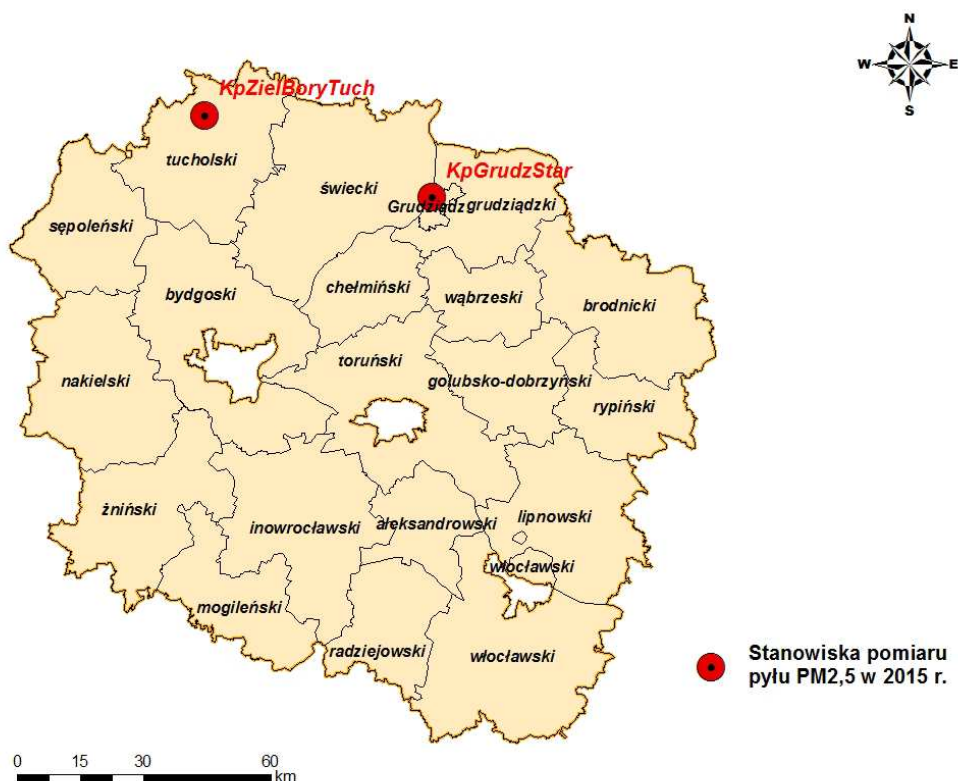 N
W E
S
KpZielBoryTuch
tucholski
KpGrudzStar
świecki
Grudziądz
grudziądzki
sępoleński
bydgoski
chełmiński
wąbrzeski
brodnicki
toruński
nakielski
golubsko-dobrzyński
rypiński
żniński
inowrocławski
aleksandrowski
lipnowski
włocławski
mogileński
radziejowski
włocławski
Stanowiska pomiaru
pyłu PM2,5 w 2015 r.
0 15 30 60
km